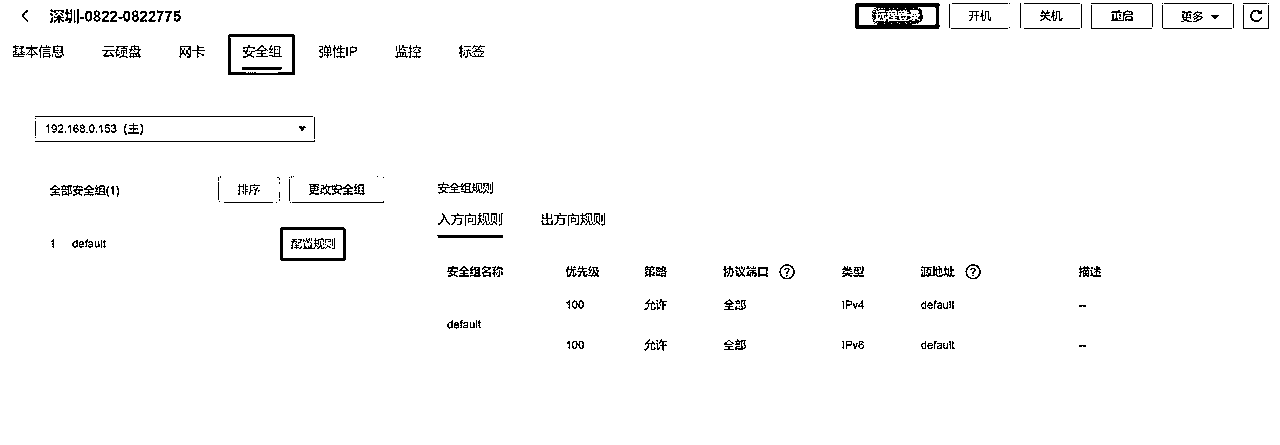 深圳-0822-0822775
远程登录 开机 关机 重启 更多
基本信息 云硬盘 网卡 安全组 弹性IP 监控 标签
192.168.0.153 (主)
全部安全组(1) 排序 更改安全组
1 default 配置规则
安全组规则
入方向规则 出方向规则
安全组名称 优先级 策略 协议端口 ? 类型 源地址 ? 描述
default
100 允许 全部 IPv4 default --
100 允许 全部 IPv6 default --